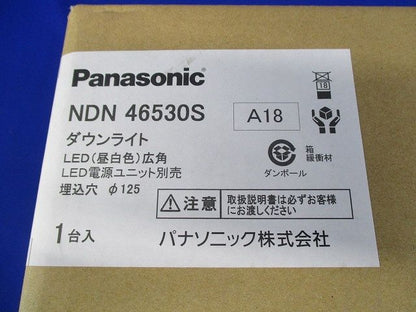 Panasonic
NDN 46530S
A18
18
ダウンライト
LED(昼白色)広角
LED電源ユニット別売
埋込穴 φ125
箱
緩衝材
ダンボール
注意
取扱説明書は必ずお客様
にお渡しください
1台入
パナソニック株式会社